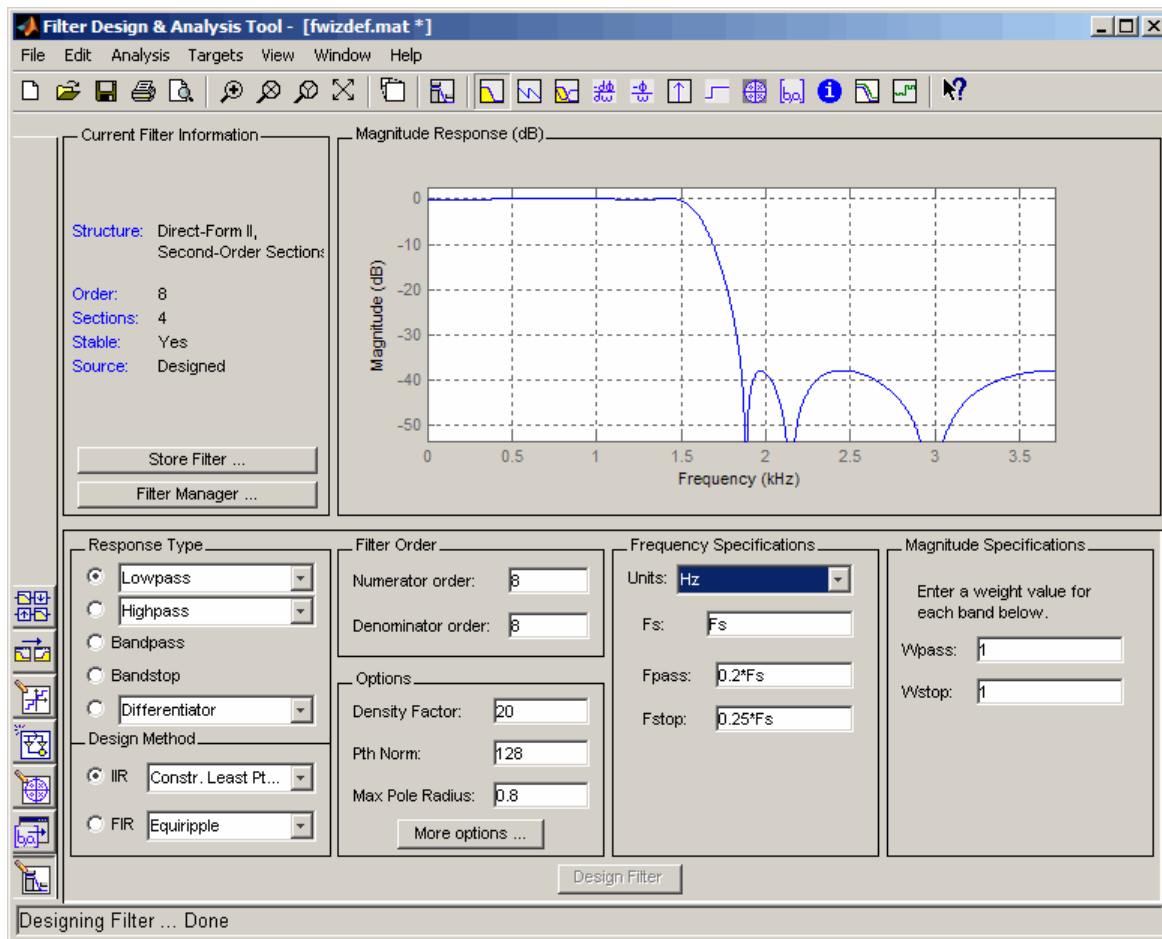 Filter Design & Analysis Tool - [fwizdef.mat *]
File Edit Analysis Targets View Window Help
Current Filter Information
Structure: Direct-Form II,
Second-Order Sections
Order: 8
Sections: 4
Stable: Yes
Source: Designed
Store Filter ...
Filter Manager ...
Magnitude Response (dB)
Magnitude (dB)
0
-10
-20
-30
-40
-50
0 0.5 1 1.5 2 2.5 3 3.5
Frequency (kHz)
Response Type
Lowpass
Highpass
Bandpass
Bandstop
Differentiator
Design Method
IIR Constr. Least Pt...
FIR Equiripple
Filter Order
Numerator order: 8
Denominator order: 8
Options
Density Factor: 20
Pth Norm: 128
Max Pole Radius: 0.8
More options ...
Frequency Specifications
Units: Hz
Fs: Fs
Fpass: 0.2*Fs
Fstop: 0.25*Fs
Magnitude Specifications
Enter a weight value for
each band below.
Wpass: 1
Wstop: 1
Design Filter
Designing Filter ... Done